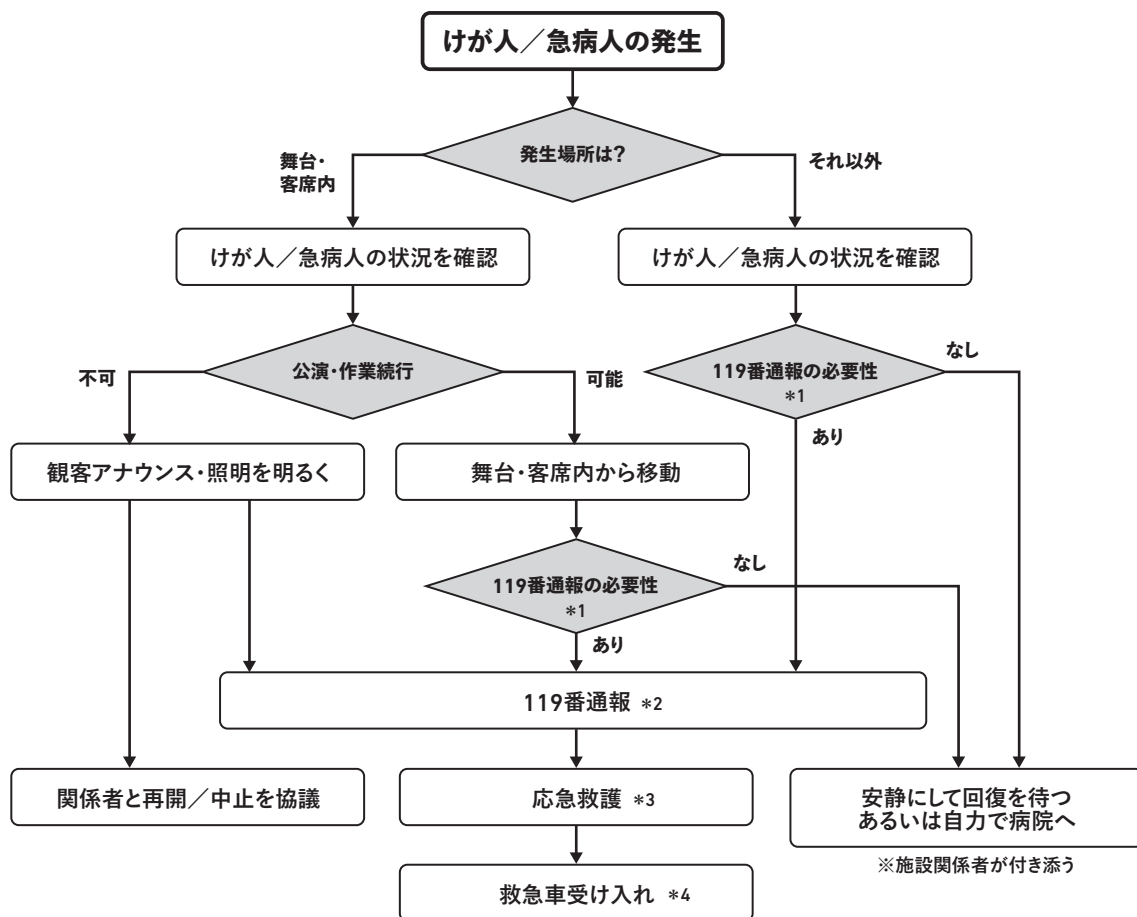 けが人／急病人の発生
発生場所は？
舞台・
客席内
それ以外
けが人／急病人の状況を確認
けが人／急病人の状況を確認
公演・作業続行
不可
可能
119番通報の必要性
*1
なし
あり
観客アナウンス・照明を明るく
舞台・客席内から移動
119番通報の必要性
*1
なし
あり
119番通報 *2
関係者と再開／中止を協議
応急救護 *3
安静にして回復を待つ
あるいは自力で病院へ
※施設関係者が付き添う
救急車受け入れ *4